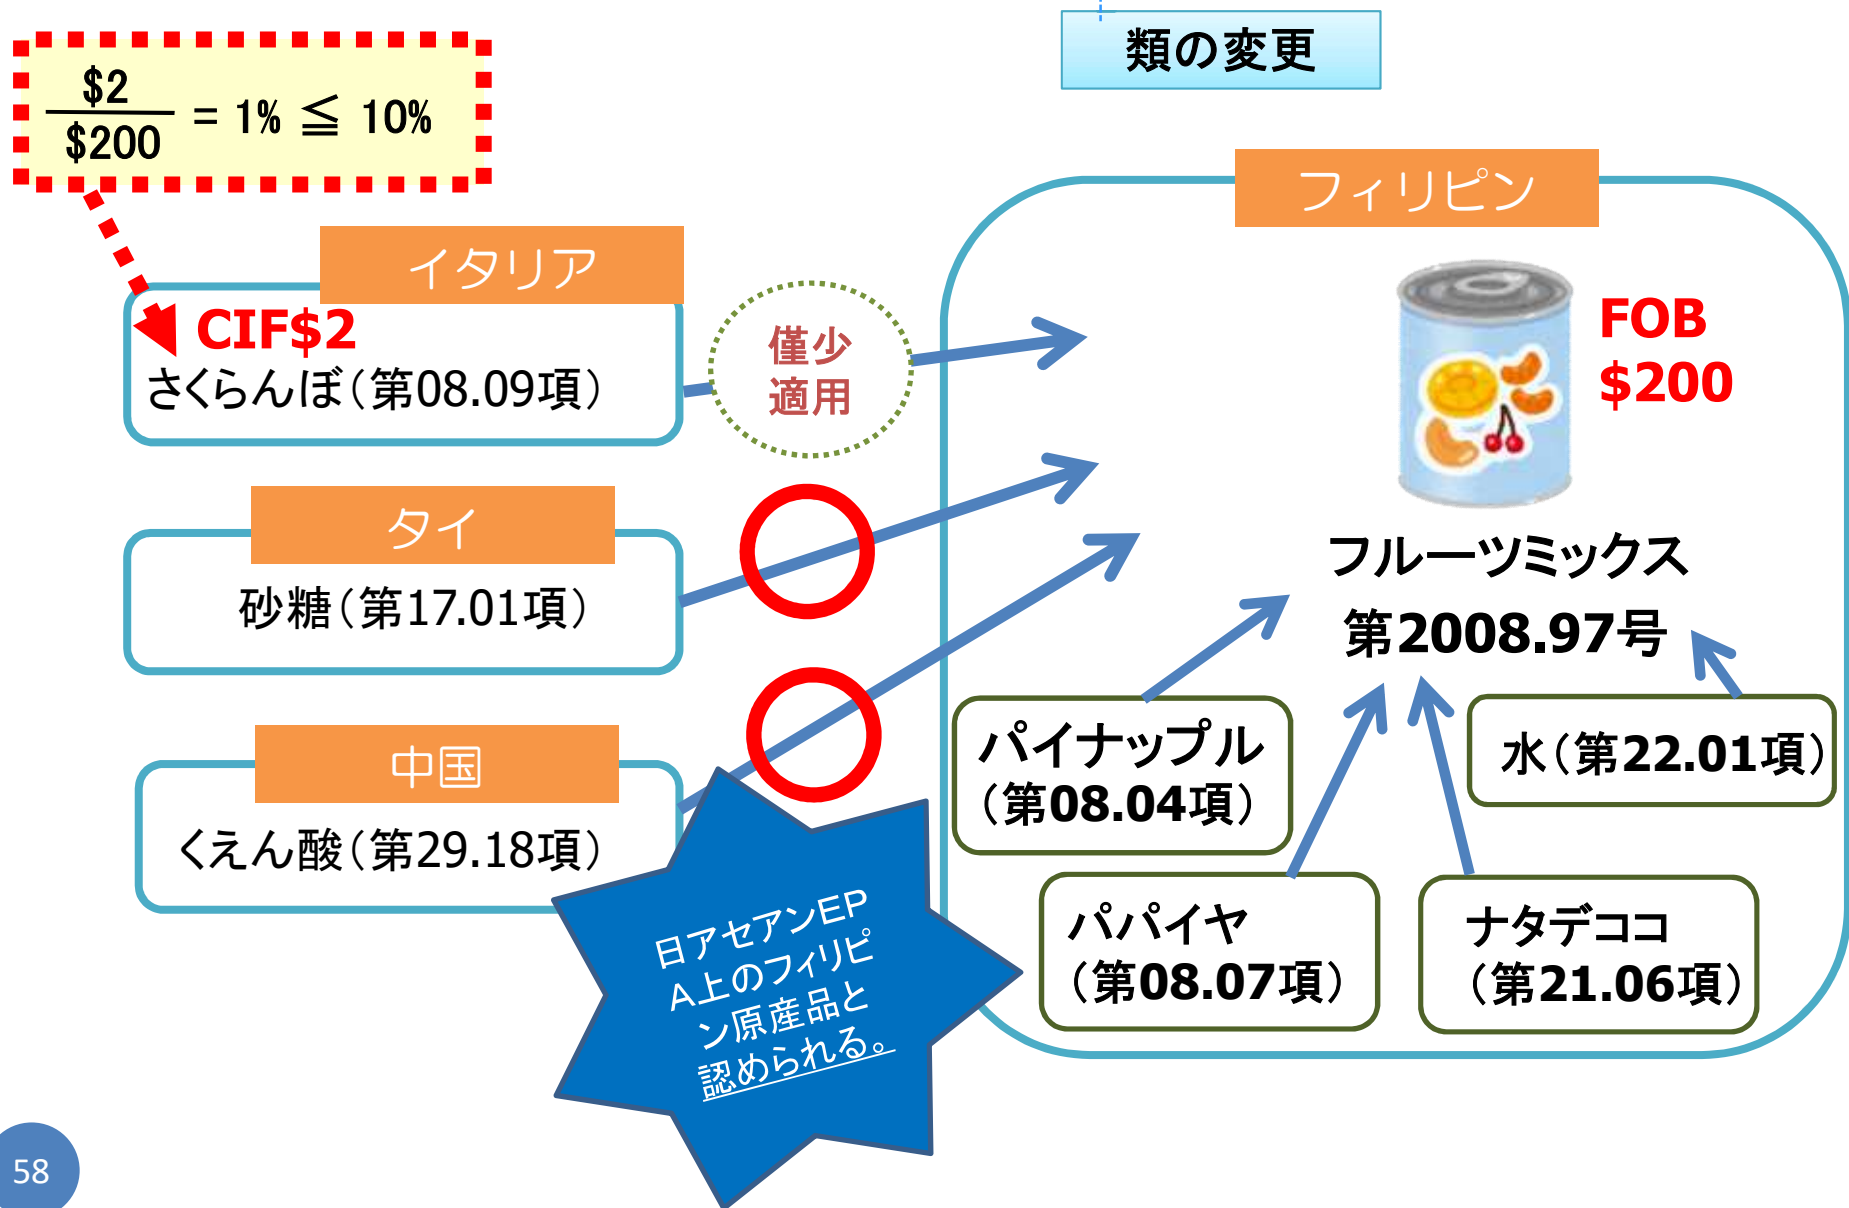 類の変更
$2
$200
= 1% ≦ 10%
フィリピン
イタリア
CIF$2
さくらんぼ（第08.09項）
僅少
適用
FOB
$200
タイ
砂糖（第17.01項）
フルーツミックス
第2008.97号
中国
くえん酸（第29.18項）
パイナップル
（第08.04項）
水（第22.01項）
パパイヤ
（第08.07項）
ナタデココ
（第21.06項）
日アセアンEP
A上のフィリピ
ン原産品と
認められる。
58